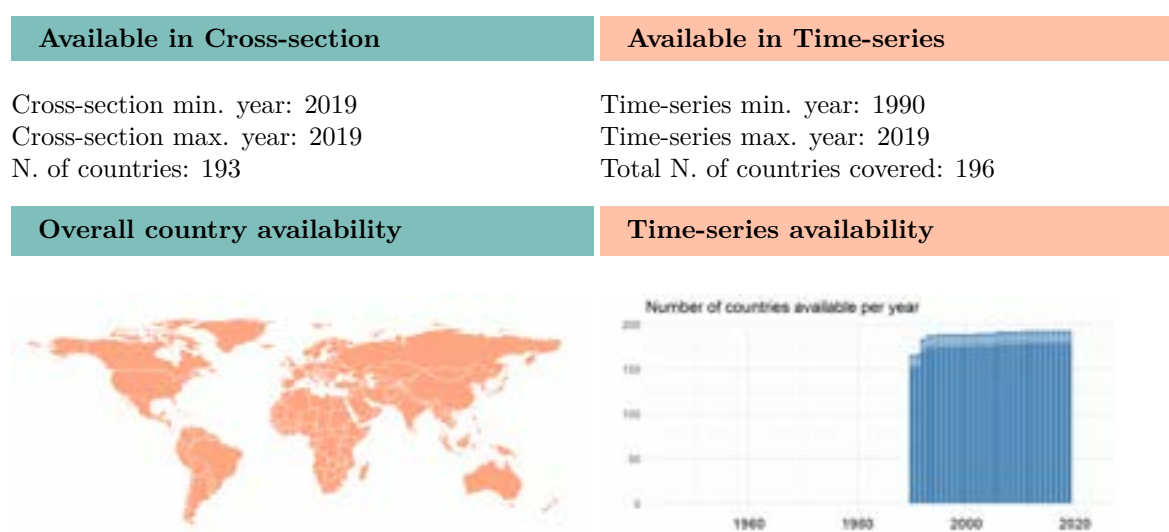 Available in Cross-section
Available in Time-series
Cross-section min. year: 2019
Cross-section max. year: 2019
N. of countries: 193
Time-series min. year: 1990
Time-series max. year: 2019
Total N. of countries covered: 196
Overall country availability
Time-series availability
Number of countries available per year
200
150
100
50
0
1960
1980
2000
2020